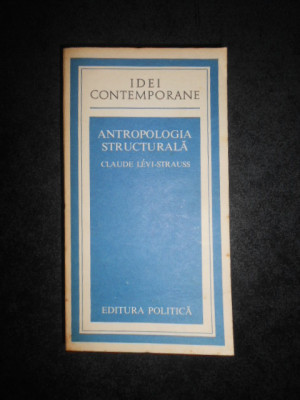 IDEI
CONTEMPORANE
ANTROPOLOGIA
STRUCTURALĂ
CLAUDE LÉVI-STRAUSS
EDITURA POLITICĂ